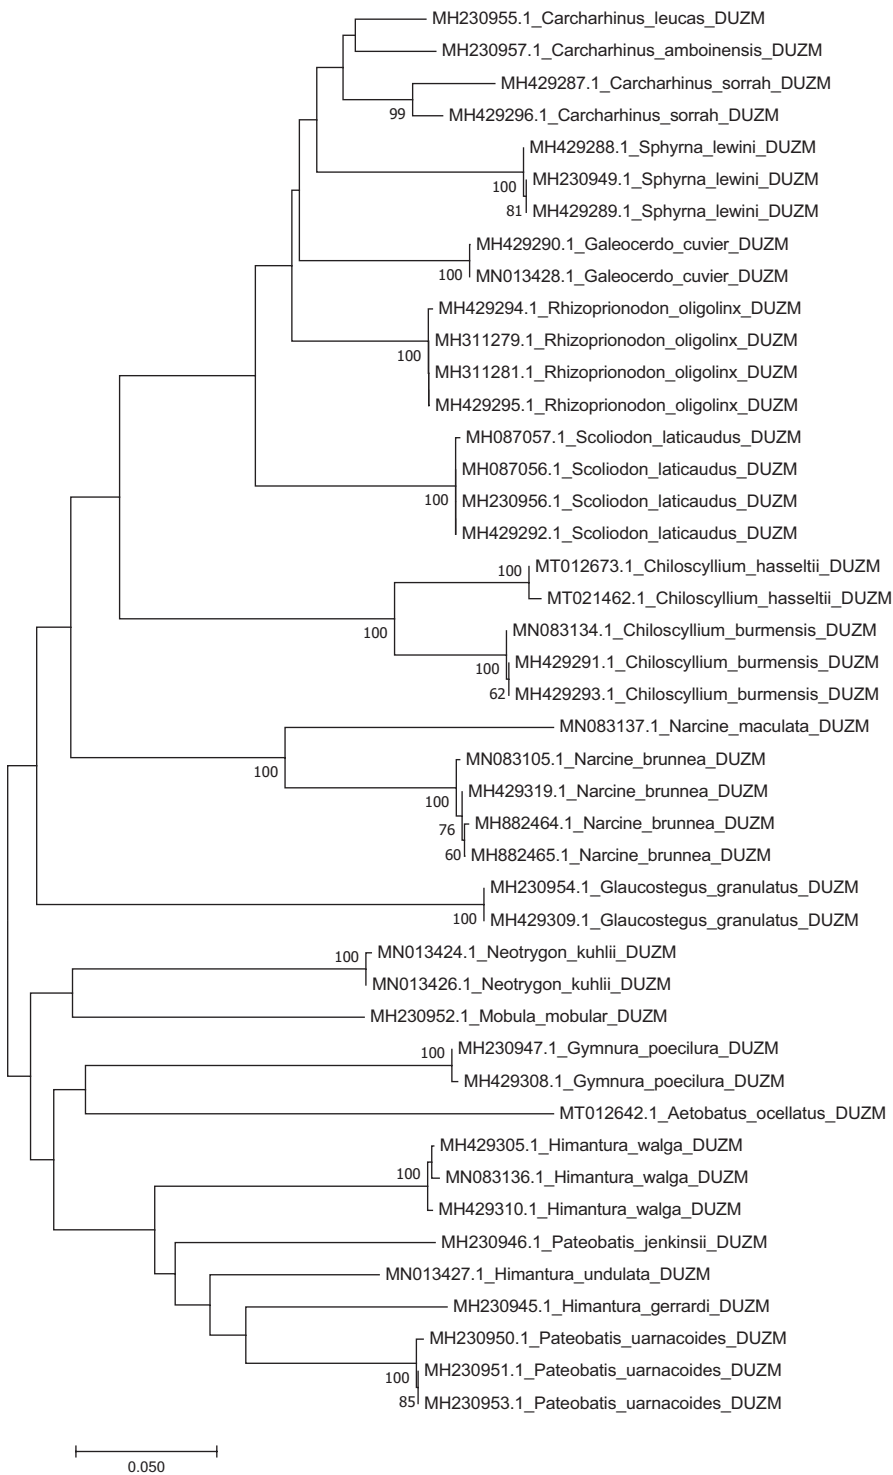 MH230955.1_Carcharhinus_leucas_DUZM
MH230957.1_Carcharhinus_amboinensis_DUZM
MH429287.1_Carcharhinus_sorrah_DUZM
99
MH429296.1_Carcharhinus_sorrah_DUZM
MH429288.1_Sphyrna_lewini_DUZM
100
MH230949.1_Sphyrna_lewini_DUZM
81
MH429289.1_Sphyrna_lewini_DUZM
MH429290.1_Galeocerdo_cuvier_DUZM
100
MN013428.1_Galeocerdo_cuvier_DUZM
MH429294.1_Rhizoprionodon_oligolinx_DUZM
MH311279.1_Rhizoprionodon_oligolinx_DUZM
100
MH311281.1_Rhizoprionodon_oligolinx_DUZM
MH429295.1_Rhizoprionodon_oligolinx_DUZM
MH087057.1_Scoliodon_laticaudus_DUZM
MH087056.1_Scoliodon_laticaudus_DUZM
100
MH230956.1_Scoliodon_laticaudus_DUZM
MH429292.1_Scoliodon_laticaudus_DUZM
100
MT012673.1_Chiloscyllium_hasseltii_DUZM
MT021462.1_Chiloscyllium_hasseltii_DUZM
100
MN083134.1_Chiloscyllium_burmensis_DUZM
100
MH429291.1_Chiloscyllium_burmensis_DUZM
62
MH429293.1_Chiloscyllium_burmensis_DUZM
MN083137.1_Narcine_maculata_DUZM
100
MN083105.1_Narcine_brunnea_DUZM
100
MH429319.1_Narcine_brunnea_DUZM
76
MH882464.1_Narcine_brunnea_DUZM
60
MH882465.1_Narcine_brunnea_DUZM
MH230954.1_Glaucostegus_granulatus_DUZM
100
MH429309.1_Glaucostegus_granulatus_DUZM
100
MN013424.1_Neotrygon_kuhlii_DUZM
MN013426.1_Neotrygon_kuhlii_DUZM
MH230952.1_Mobula_mobular_DUZM
100
MH230947.1_Gymnura_poecilura_DUZM
MH429308.1_Gymnura_poecilura_DUZM
MT012642.1_Aetobatus_ocellatus_DUZM
MH429305.1_Himantura_walga_DUZM
100
MN083136.1_Himantura_walga_DUZM
MH429310.1_Himantura_walga_DUZM
MH230946.1_Pateobatis_jenkinsii_DUZM
MN013427.1_Himantura_undulata_DUZM
MH230945.1_Himantura_gerrardi_DUZM
MH230950.1_Pateobatis_uarnacoides_DUZM
100
MH230951.1_Pateobatis_uarnacoides_DUZM
85
MH230953.1_Pateobatis_uarnacoides_DUZM
0.050